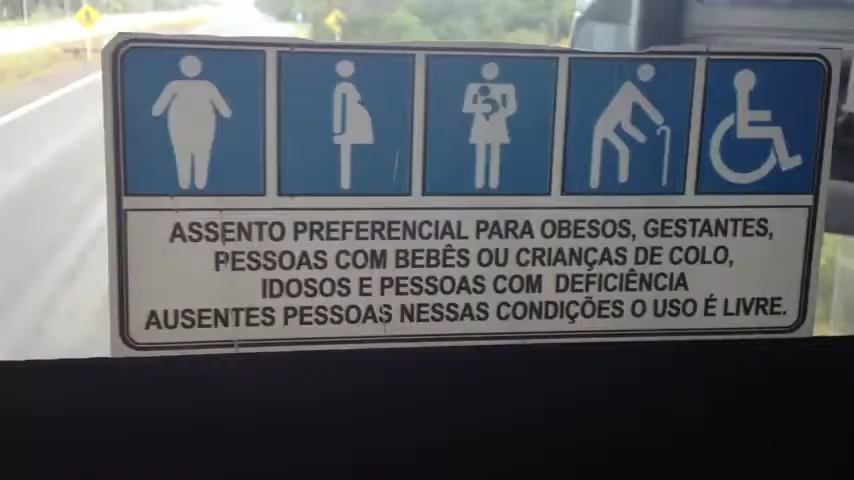 ASSENTO PREFERENCIAL PARA OBESOS, GESTANTES,
PESSOAS COM BEBÊS OU CRIANÇAS DE COLO,
IDOSOS E PESSOAS COM DEFICIÊNCIA
AUSENTES PESSOAS NESSAS CONDIÇÕES O USO É LIVRE.